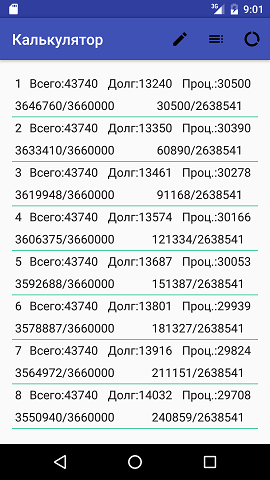 3G 9:01
Калькулятор
1 Всего:43740 Долг:13240 Проц.:30500
3646760/3660000 30500/2638541
2 Всего:43740 Долг:13350 Проц.:30390
3633410/3660000 60890/2638541
3 Всего:43740 Долг:13461 Проц.:30278
3619948/3660000 91168/2638541
4 Всего:43740 Долг:13574 Проц.:30166
3606375/3660000 121334/2638541
5 Всего:43740 Долг:13687 Проц.:30053
3592688/3660000 151387/2638541
6 Всего:43740 Долг:13801 Проц.:29939
3578887/3660000 181327/2638541
7 Всего:43740 Долг:13916 Проц.:29824
3564972/3660000 211151/2638541
8 Всего:43740 Долг:14032 Проц.:29708
3550940/3660000 240859/2638541